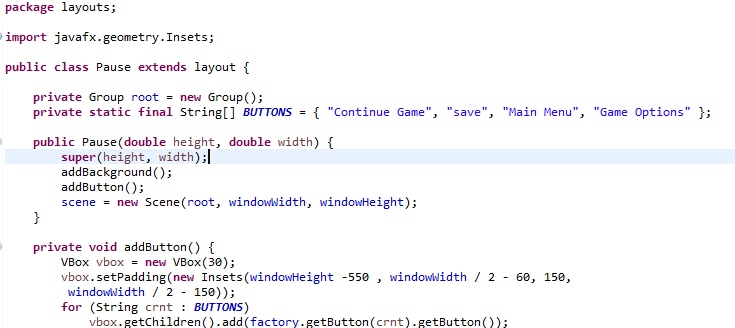 package layouts;
import javafx.geometry.Insets;
public class Pause extends layout {
private Group root = new Group();
private static final String[] BUTTONS = { "Continue Game", "save", "Main Menu", "Game Options" };
public Pause(double height, double width) {
super(height, width);
addBackground();
addButton();
scene = new Scene(root, windowWidth, windowHeight);
}
private void addButton() {
VBox vbox = new VBox(30);
vbox.setPadding(new Insets(windowHeight -550 , windowWidth / 2 - 60, 150,
windowWidth / 2 - 150));
for (String crnt : BUTTONS)
vbox.getChildren().add(factory.getButton(crnt).getButton());